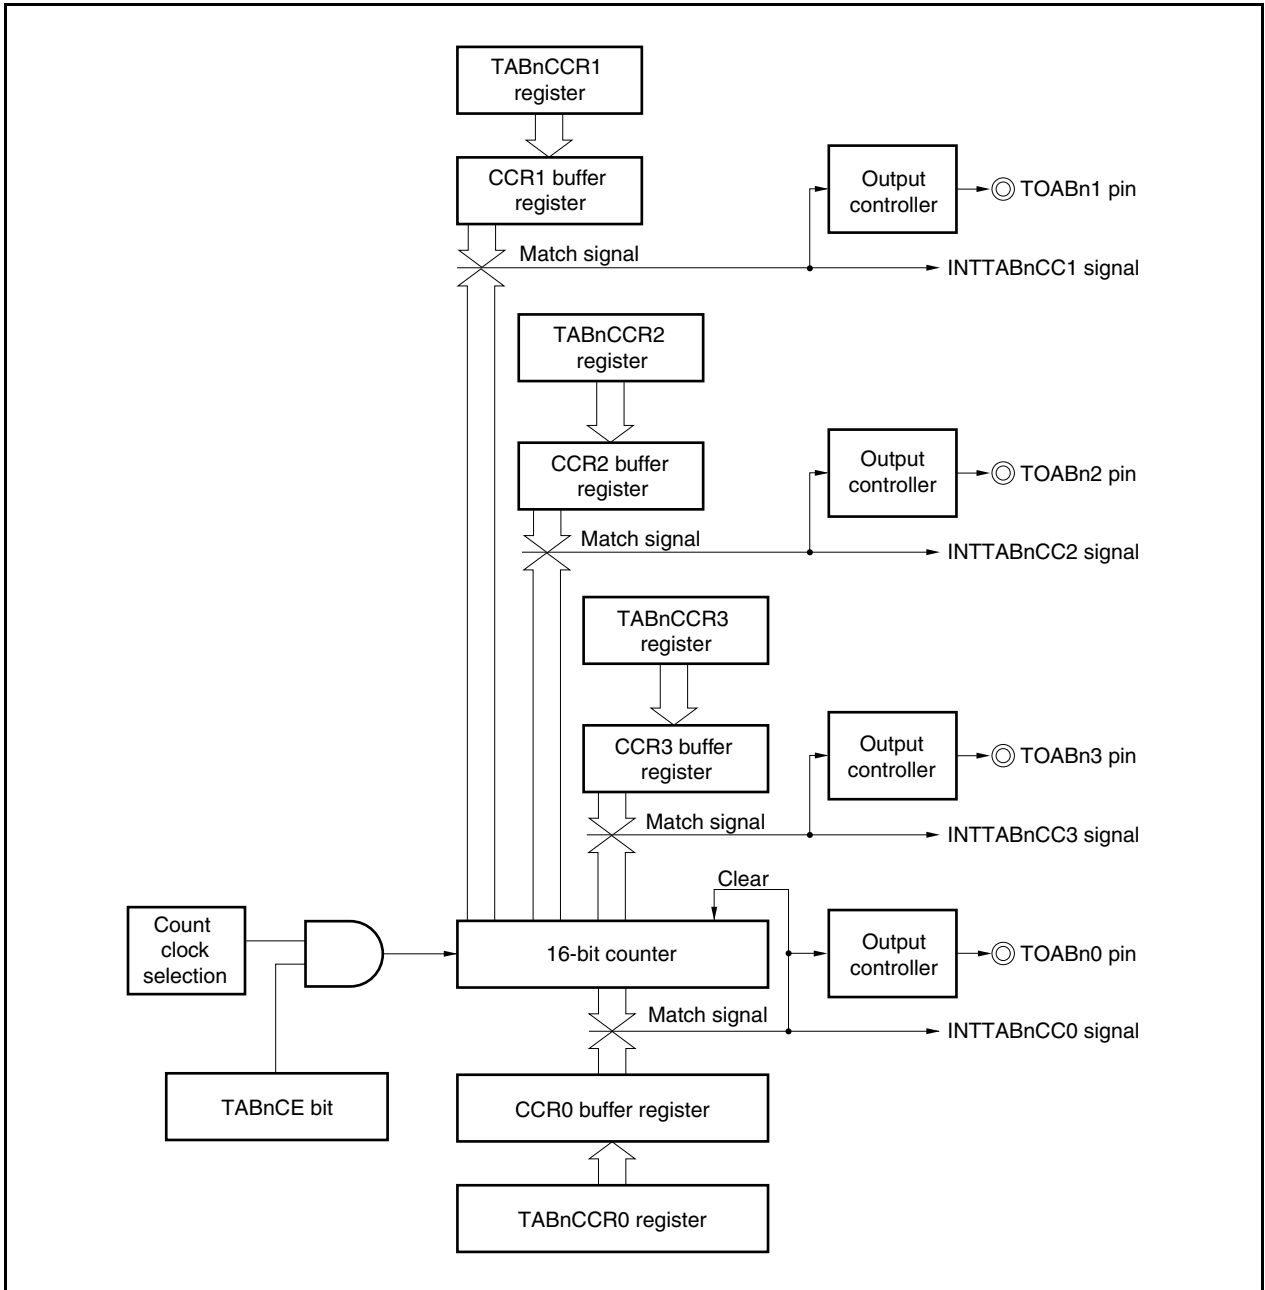 TABnCCR1
register
CCR1 buffer
register
Output
controller
TOABn1 pin
Match signal
INTTABnCC1 signal
TABnCCR2
register
CCR2 buffer
register
Output
controller
TOABn2 pin
Match signal
INTTABnCC2 signal
TABnCCR3
register
CCR3 buffer
register
Output
controller
TOABn3 pin
Match signal
INTTABnCC3 signal
Clear
Count
clock
selection
16-bit counter
Output
controller
TOABn0 pin
Match signal
INTTABnCC0 signal
TABnCE bit
CCR0 buffer register
TABnCCR0 register